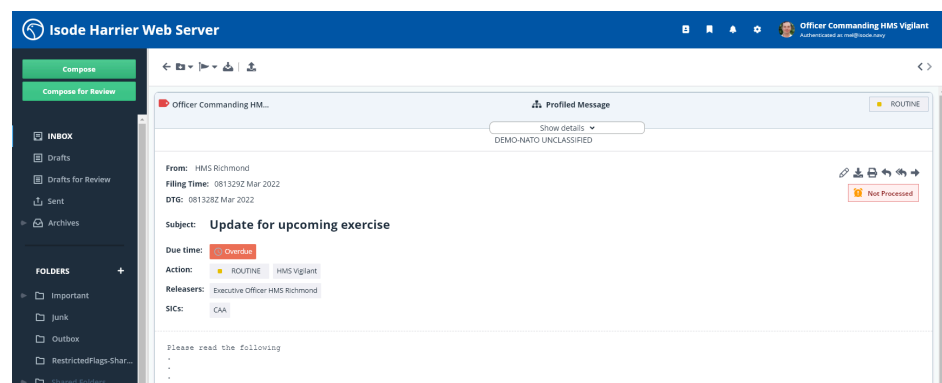 Isode Harrier Web Server
Officer Commanding HMS Vigilant
Authenticated as mel@isode.navy
Compose
Compose for Review
INBOX
Drafts
Drafts for Review
Sent
Archives
FOLDERS +
Important
Junk
Outbox
RestrictedFlags-Shar...
Shared Folders
Officer Commanding HM...
Profiled Message
ROUTINE
Show details
DEMO-NATO UNCLASSIFIED
From: HMS Richmond
Filing Time: 081329Z Mar 2022
DTG: 081328Z Mar 2022
Not Processed
Subject: Update for upcoming exercise
Due time: Overdue
Action: ROUTINE HMS Vigilant
Releasers: Executive Officer HMS Richmond
SICs: CAA
Please read the following
.
.
.